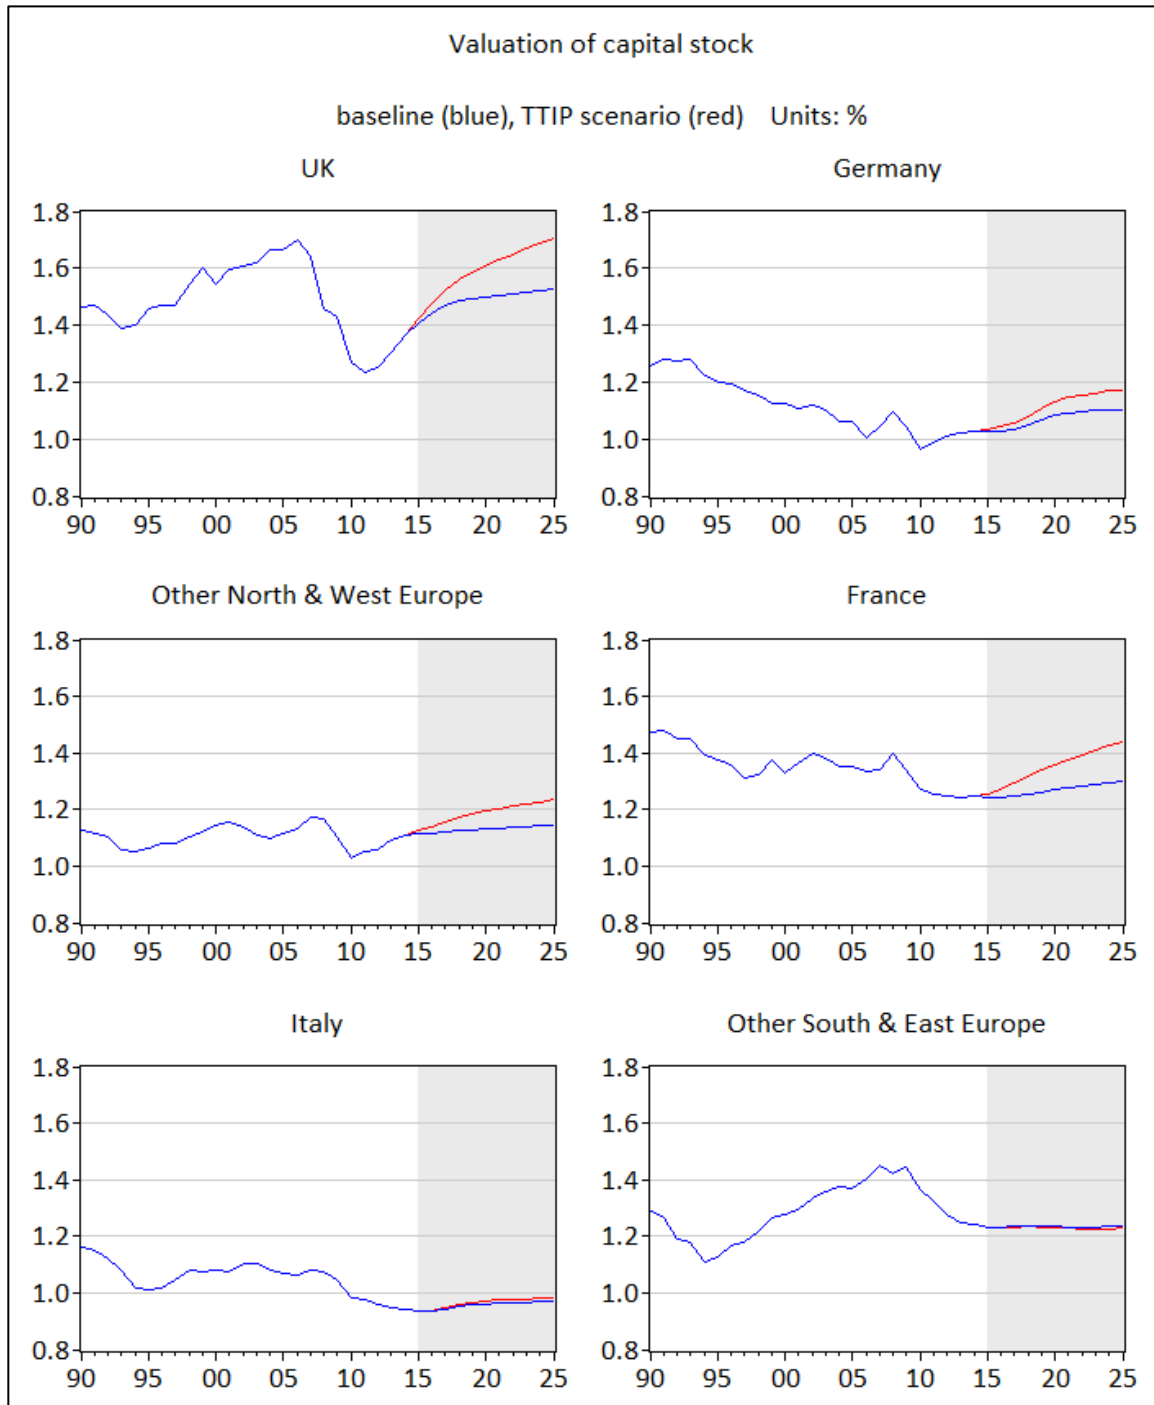 Valuation of capital stock
baseline (blue), TTIP scenario (red) Units: %
UK
1.8
1.6
1.4
1.2
1.0
0.8
90 95 00 05 10 15 20 25
Germany
1.8
1.6
1.4
1.2
1.0
0.8
90 95 00 05 10 15 20 25
Other North & West Europe
1.8
1.6
1.4
1.2
1.0
0.8
90 95 00 05 10 15 20 25
France
1.8
1.6
1.4
1.2
1.0
0.8
90 95 00 05 10 15 20 25
Italy
1.8
1.6
1.4
1.2
1.0
0.8
90 95 00 05 10 15 20 25
Other South & East Europe
1.8
1.6
1.4
1.2
1.0
0.8
90 95 00 05 10 15 20 25